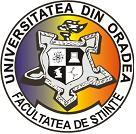 UNIVERSITATEA DIN ORADEA
FACULTATEA DE ȘTIINȚE